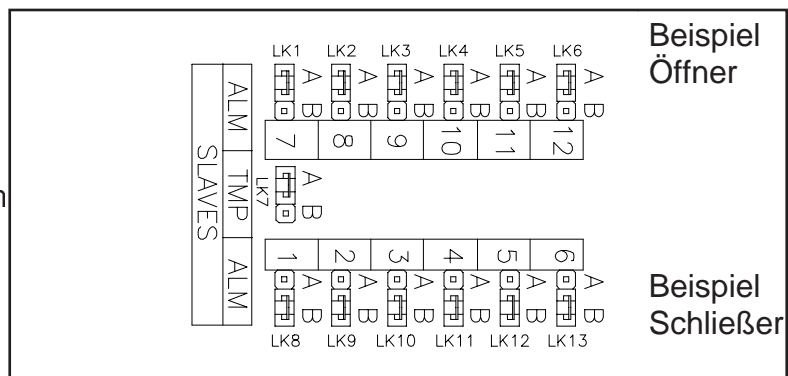 LK1 LK2 LK3 LK4 LK5 LK6
Beispiel
Öffner
A A A A A A
B B B B B B
ALM 7 8 9 10 11 12
SLAVES TMP LK7 A
B
n
ALM 1 2 3 4 5 6
A A A A A A
B B B B B B
LK8 LK9 LK10 LK11 LK12 LK13
Beispiel
Schließer